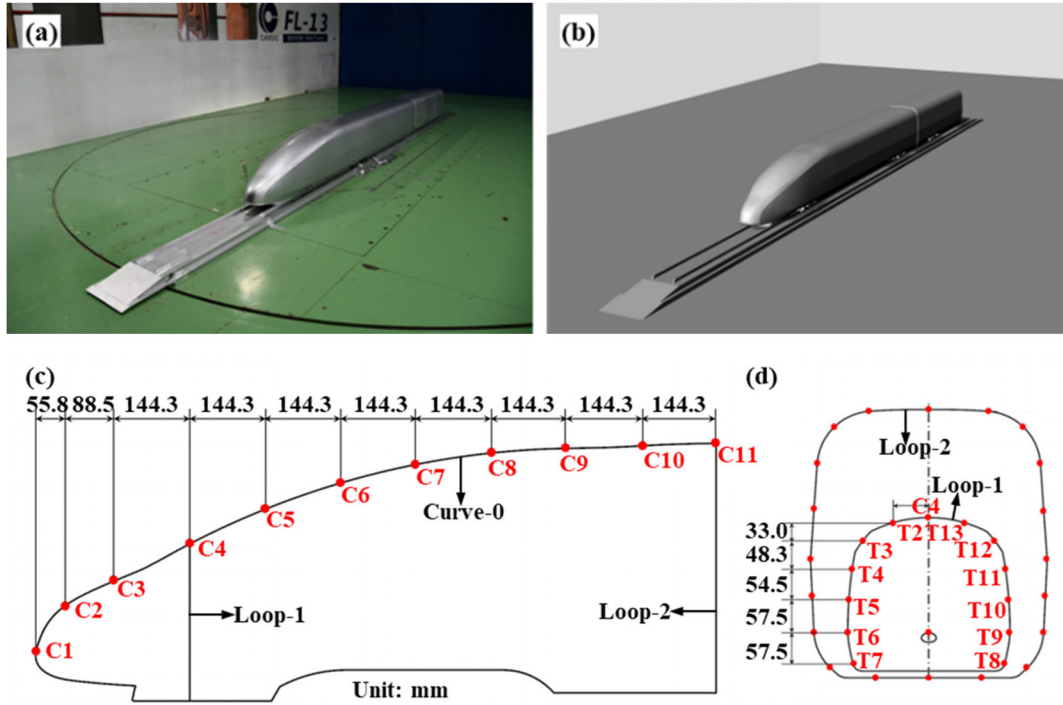 (a)
CARDC
FL-13
(b)
(c)
55.8 88.5 144.3 144.3 144.3 144.3 144.3 144.3 144.3 144.3
C1
C2
C3
C4
C5
C6
C7
C8
C9
C10
C11
Curve-0
Loop-1
Loop-2
Unit: mm
(d)
Loop-2
Loop-1
C4
33.0
48.3
54.5
57.5
57.5
T2 T13
T3 T12
T4 T11
T5 T10
T6 T9
T7 T8